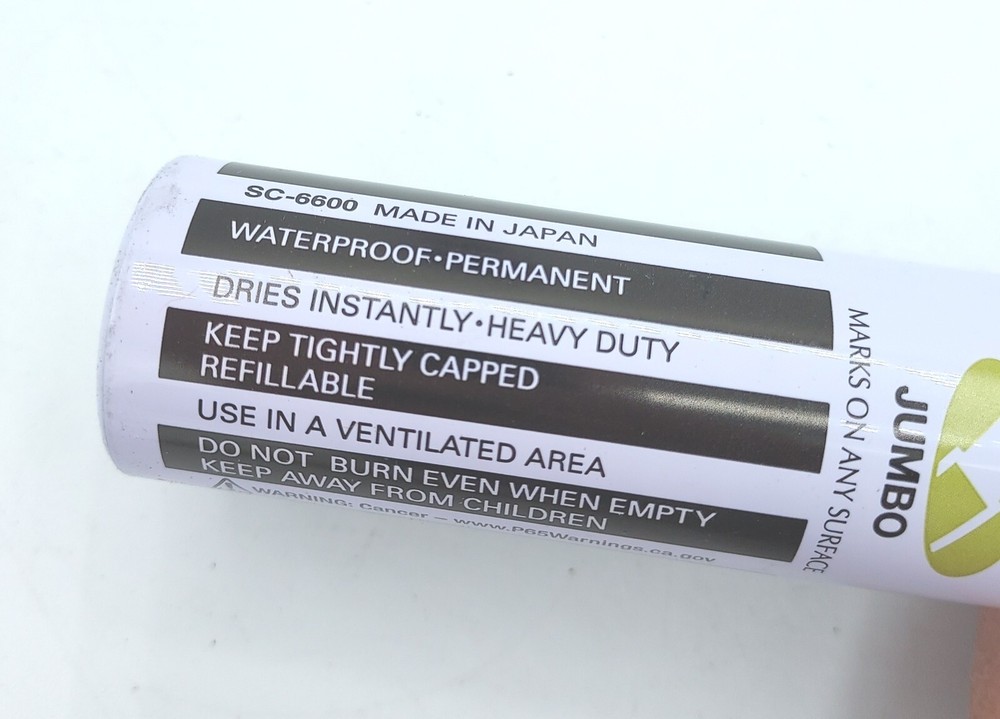 SC-6600 MADE IN JAPAN
WATERPROOF•PERMANENT
DRIES INSTANTLY•HEAVY DUTY
KEEP TIGHTLY CAPPED
REFILLABLE
USE IN A VENTILATED AREA
DO NOT BURN EVEN WHEN EMPTY
KEEP AWAY FROM CHILDREN
WARNING: Cancer – www.P65Warnings.ca.gov
MARKS ON ANY SURFACE
JUMBO